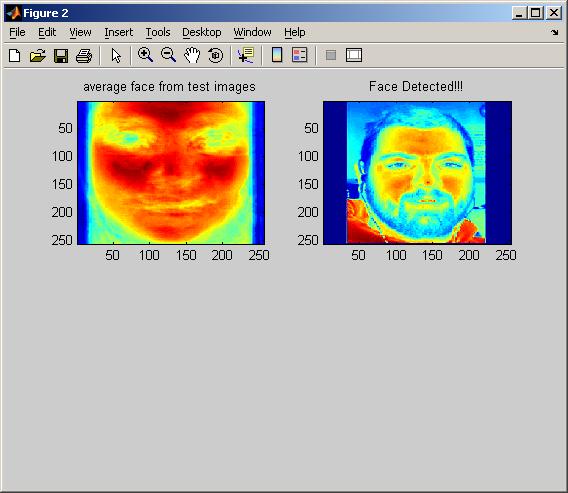 Figure 2
File Edit View Insert Tools Desktop Window Help
average face from test images
Face Detected!!!
50
100
150
200
250
50 100 150 200 250
50
100
150
200
250
50 100 150 200 250